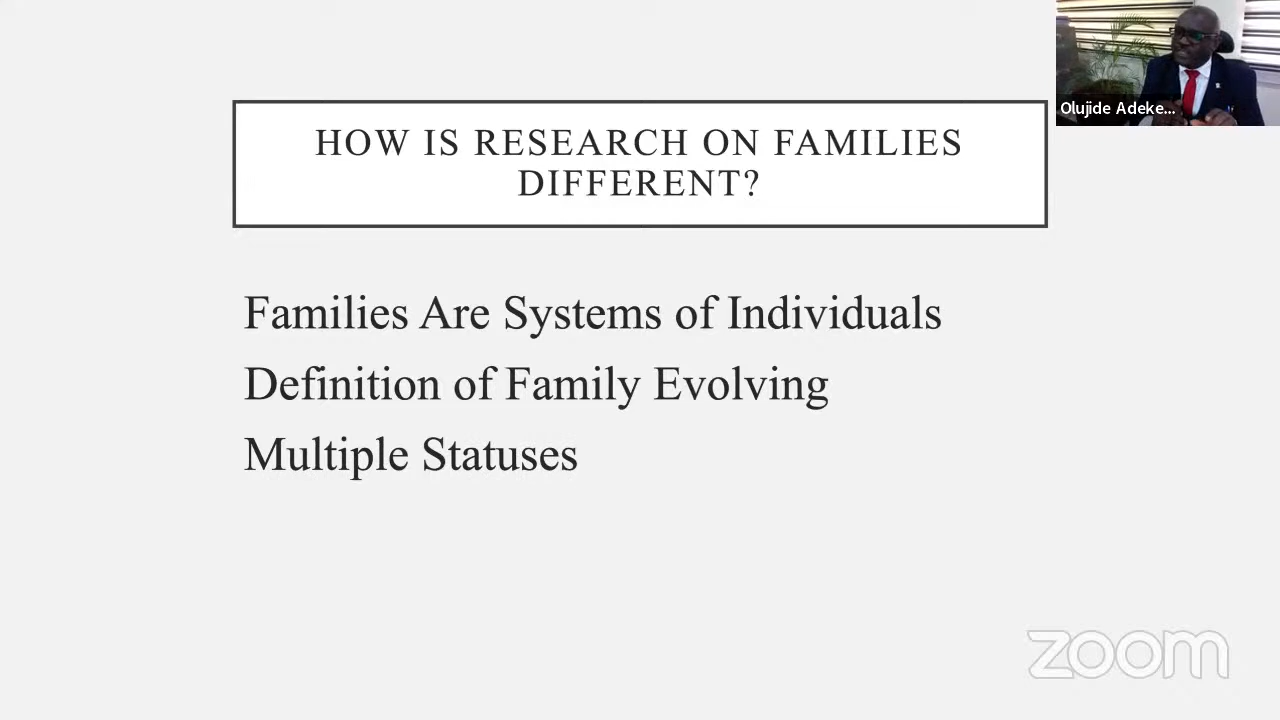 HOW IS RESEARCH ON FAMILIES
DIFFERENT?
Families Are Systems of Individuals
Definition of Family Evolving
Multiple Statuses
Olujide Adeke...
zoom